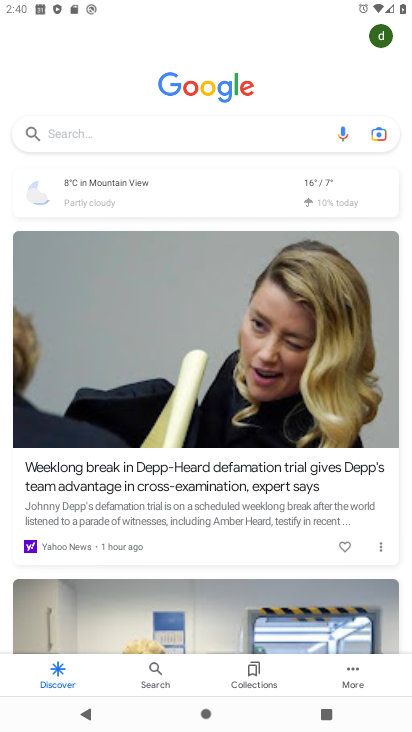 2:40
31
d
Google
Search...
8°C in Mountain View
16° / 7°
Partly cloudy
10% today
Weeklong break in Depp-Heard defamation trial gives Depp's
team advantage in cross-examination, expert says
Johnny Depp's defamation trial is on a scheduled weeklong break after the world
listened to a parade of witnesses, including Amber Heard, testify in recent ...
y!
Yahoo News · 1 hour ago
Discover
Search
Collections
More